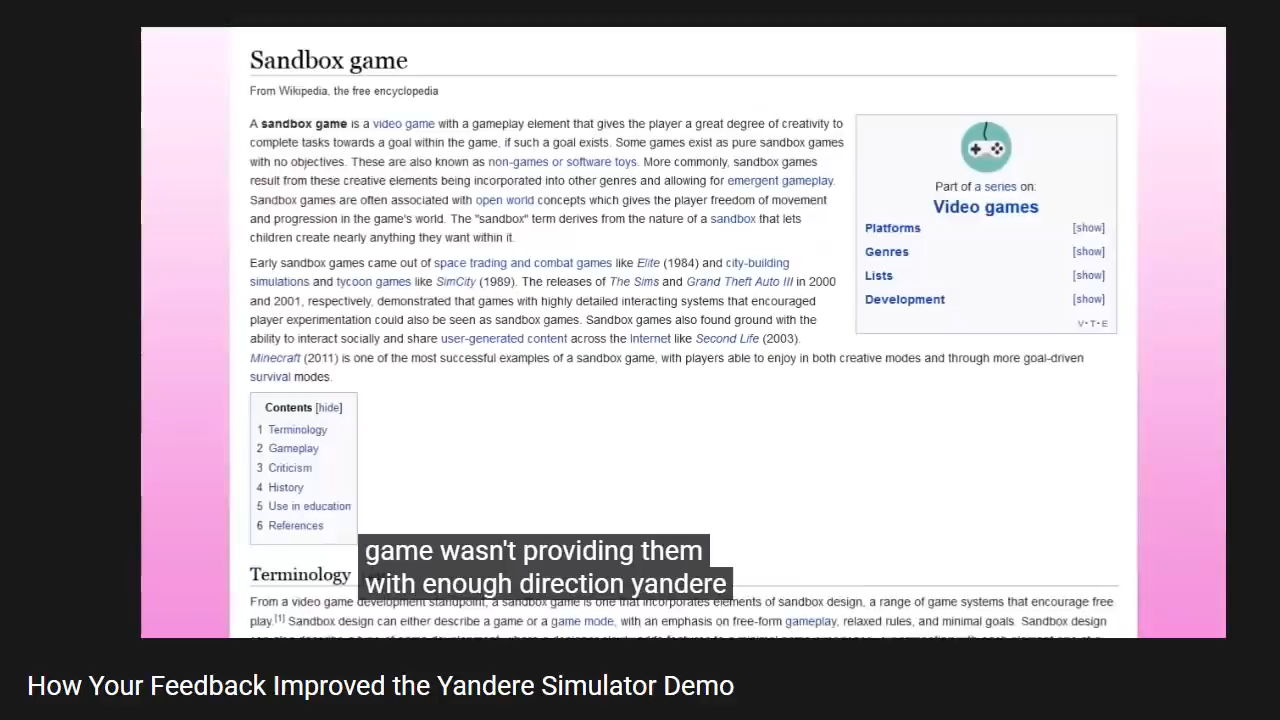 Sandbox game
From Wikipedia, the free encyclopedia
A sandbox game is a video game with a gameplay element that gives the player a great degree of creativity to
complete tasks towards a goal within the game, if such a goal exists. Some games exist as pure sandbox games
with no objectives. These are also known as non-games or software toys. More commonly, sandbox games
result from these creative elements being incorporated into other genres and allowing for emergent gameplay.
Sandbox games are often associated with open world concepts which gives the player freedom of movement
and progression in the game's world. The "sandbox" term derives from the nature of a sandbox that lets
children create nearly anything they want within it.
Part of a series on:
Video games
Platforms [show]
Genres [show]
Lists [show]
Development [show]
V·T·E
Early sandbox games came out of space trading and combat games like Elite (1984) and city-building
simulations and tycoon games like SimCity (1989). The releases of The Sims and Grand Theft Auto III in 2000
and 2001, respectively, demonstrated that games with highly detailed interacting systems that encouraged
player experimentation could also be seen as sandbox games. Sandbox games also found ground with the
ability to interact socially and share user-generated content across the Internet like Second Life (2003).
Minecraft (2011) is one of the most successful examples of a sandbox game, with players able to enjoy in both creative modes and through more goal-driven
survival modes.
Contents [hide]
1 Terminology
2 Gameplay
3 Criticism
4 History
5 Use in education
6 References
game wasn't providing them
with enough direction yandere
Terminology
From a video game development standpoint, a sandbox game is one that incorporates elements of sandbox design, a range of game systems that encourage free
play.[1] Sandbox design can either describe a game or a game mode, with an emphasis on free-form gameplay, relaxed rules, and minimal goals. Sandbox design
How Your Feedback Improved the Yandere Simulator Demo